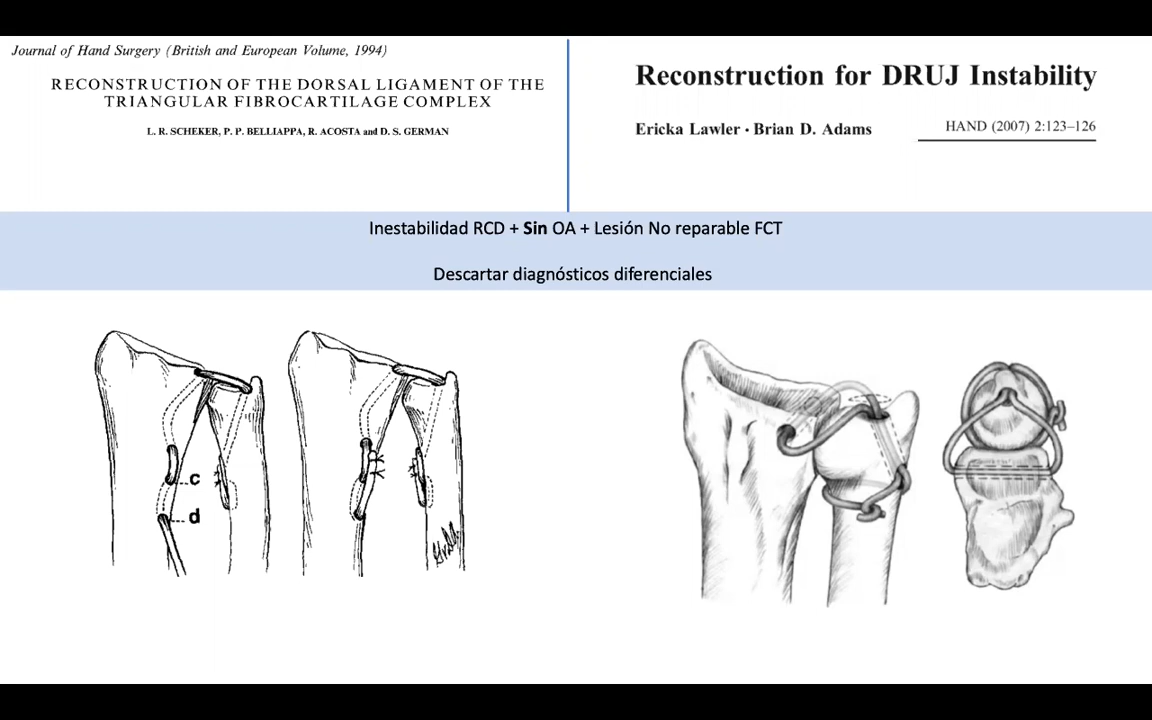 Journal of Hand Surgery (British and European Volume, 1994)
RECONSTRUCTION OF THE DORSAL LIGAMENT OF THE
TRIANGULAR FIBROCARTILAGE COMPLEX
L. R. SCHEKER, P. P. BELLIAPPA, R. ACOSTA and D. S. GERMAN
Reconstruction for DRUJ Instability
Ericka Lawler · Brian D. Adams
HAND (2007) 2:123–126
Inestabilidad RCD + Sin OA + Lesión No reparable FCT
Descartar diagnósticos diferenciales
c
d